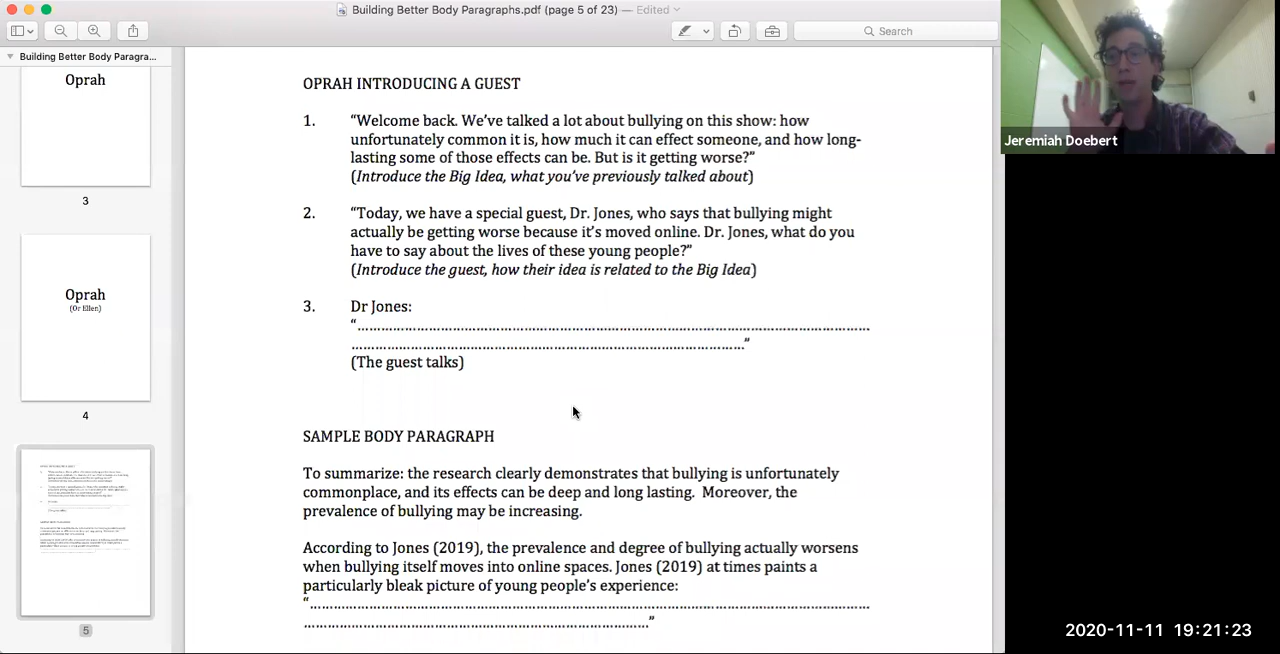 Building Better Body Paragraphs.pdf (page 5 of 23) — Edited
Search
Building Better Body Paragra...
Oprah
3
Oprah
(Or Ellen)
4
5
OPRAH INTRODUCING A GUEST
1. “Welcome back. We’ve talked a lot about bullying on this show: how
unfortunately common it is, how much it can effect someone, and how long-
lasting some of those effects can be. But is it getting worse?”
(Introduce the Big Idea, what you’ve previously talked about)
2. “Today, we have a special guest, Dr. Jones, who says that bullying might
actually be getting worse because it’s moved online. Dr. Jones, what do you
have to say about the lives of these young people?”
(Introduce the guest, how their idea is related to the Big Idea)
3. Dr Jones:
“………………………………………………………………………………………………………………
……………………………………………………………………………………”
(The guest talks)
SAMPLE BODY PARAGRAPH
To summarize: the research clearly demonstrates that bullying is unfortunately
commonplace, and its effects can be deep and long lasting. Moreover, the
prevalence of bullying may be increasing.
According to Jones (2019), the prevalence and degree of bullying actually worsens
when bullying itself moves into online spaces. Jones (2019) at times paints a
particularly bleak picture of young people’s experience:
“…………………………………………………………………………………………………………………………
…………………………………………………………………………”
Jeremiah Doebert
2020-11-11 19:21:23